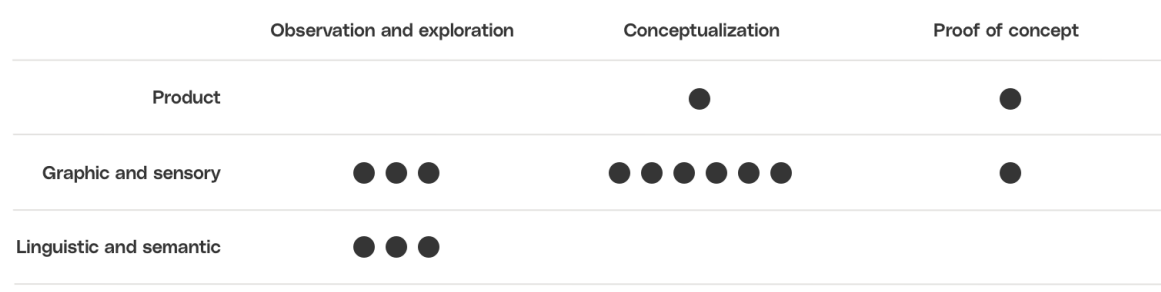 Observation and exploration
Conceptualization
Proof of concept
Product
Graphic and sensory
Linguistic and semantic